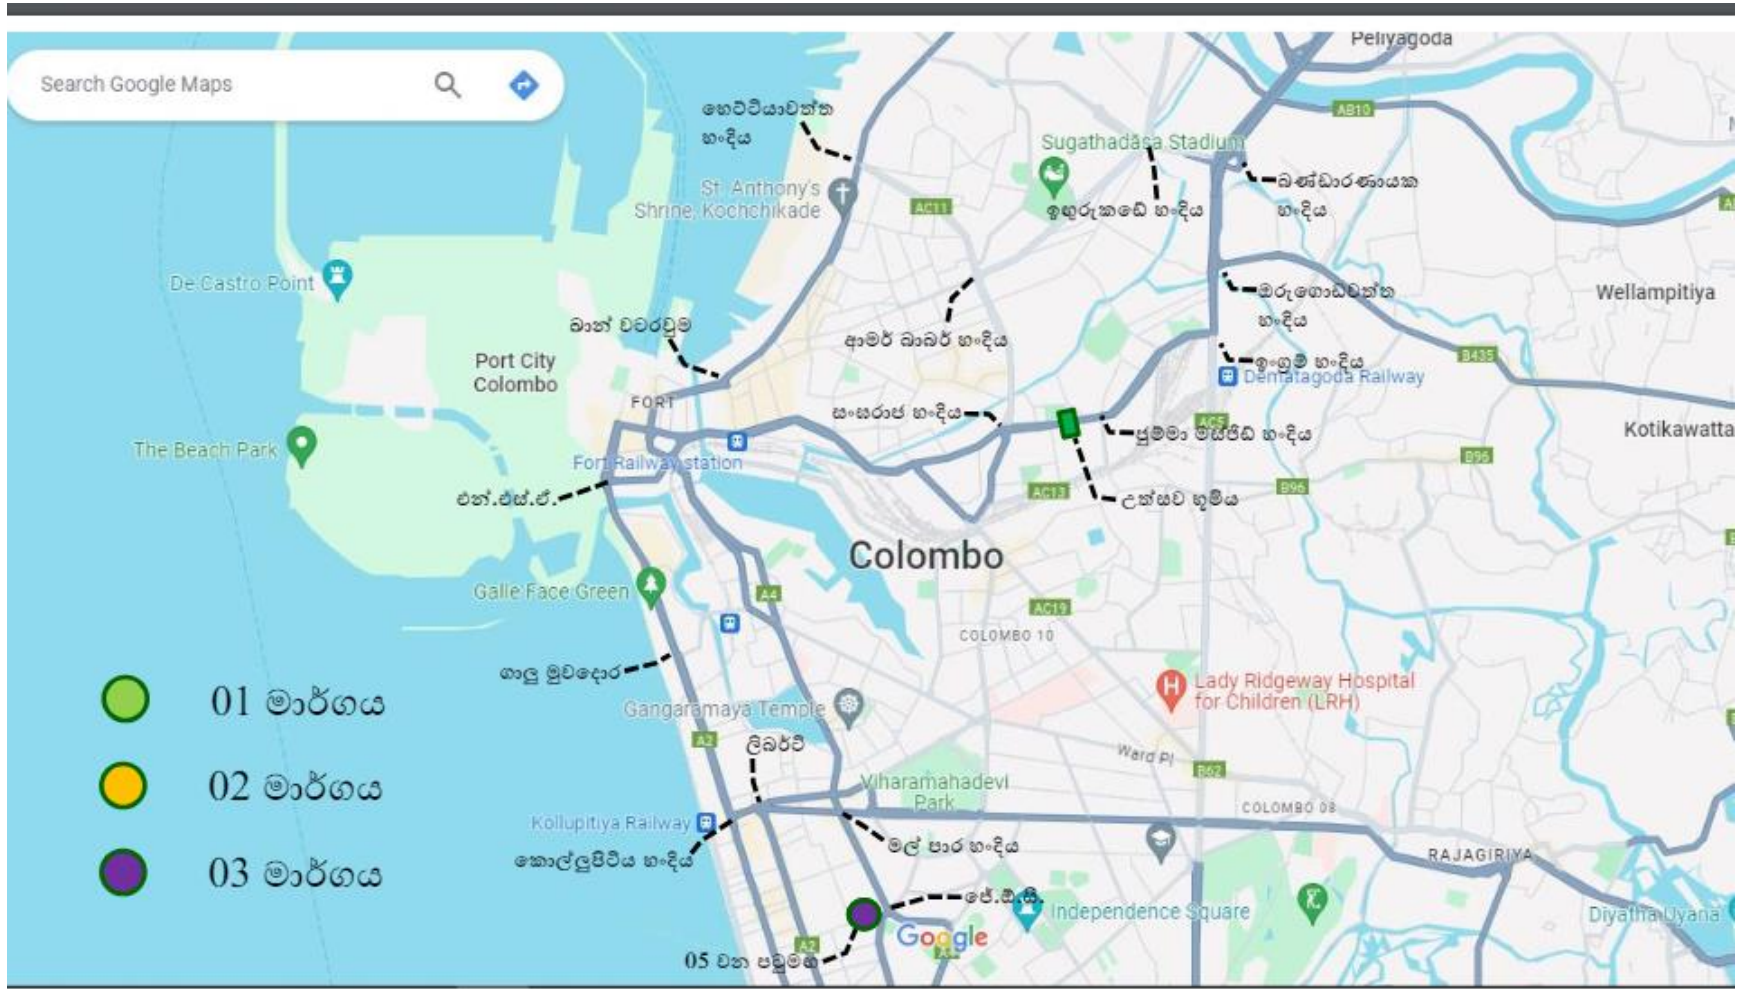 Peliyagoda
Search Google Maps
හෙට්ටියාවත්ත
හංදිය
AB10
Sugathadasa Stadium
බණ්ඩාරණායක
හංදිය
St. Anthony's
Shrine, Kochchikade
AC11
ඉඟුරුකඩේ හංදිය
De Castro Point
ඔරුගොඩවත්ත
හංදිය
Wellampitiya
ඛාන් වටරවුම
ආමර් බාබර් හංදිය
Port City
Colombo
B435
ඉංගුම් හංදිය
Dematagoda Railway
FORT
සංඝරාජ හංදිය
AC5
ජුම්මා මස්ජිඩ් හංදිය
Kotikawatta
The Beach Park
Fort Railway station
B96
එන්.එස්.ඒ.
AC13
B96
උත්සව භූමිය
Colombo
Galle Face Green
A4
AC19
COLOMBO 10
ගාලු මුවදොර
Lady Ridgeway Hospital
for Children (LRH)
01 මාර්ගය
Gangaramaya Temple
A2
ලිබර්ටි
Ward Pl
B62
02 මාර්ගය
Viharamahadevi
Park
COLOMBO 08
Kollupitiya Railway
කොල්ලුපිටිය හංදිය
මල් පාර හංදිය
RAJAGIRIYA
03 මාර්ගය
ජේ.ඕ.සී.
Independence Square
Diyatha Uyana
Google
A2
05 වන පටුමග